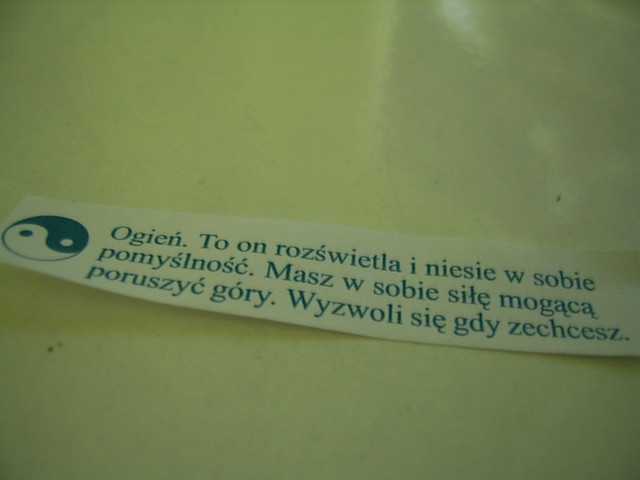 Ogień. To on rozświetla i niesie w sobie
pomyślność. Masz w sobie siłę mogącą
poruszyć góry. Wyzwoli się gdy zechcesz.